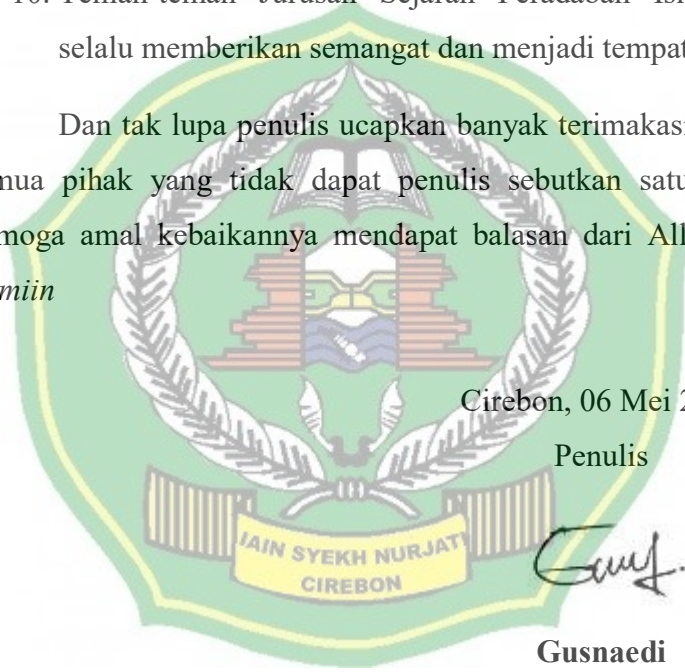 10. Teman-teman Jurusan Sejarah Peradaban Isl
selalu memberikan semangat dan menjadi tempat
Dan tak lupa penulis ucapkan banyak terimakasi
mua pihak yang tidak dapat penulis sebutkan satu
moga amal kebaikannya mendapat balasan dari All
miin
Cirebon, 06 Mei 2
Penulis
IAIN SYEKH NURJATI
CIREBON
Gusnaedi